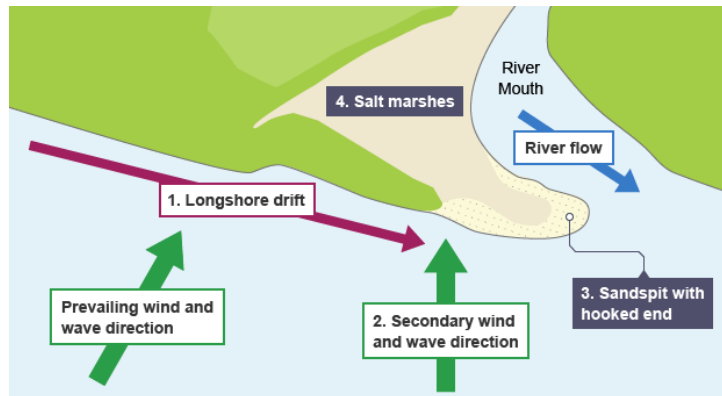 River
Mouth
4. Salt marshes
River flow
1. Longshore drift
Prevailing wind and
wave direction
2. Secondary wind
and wave direction
3. Sandspit with
hooked end